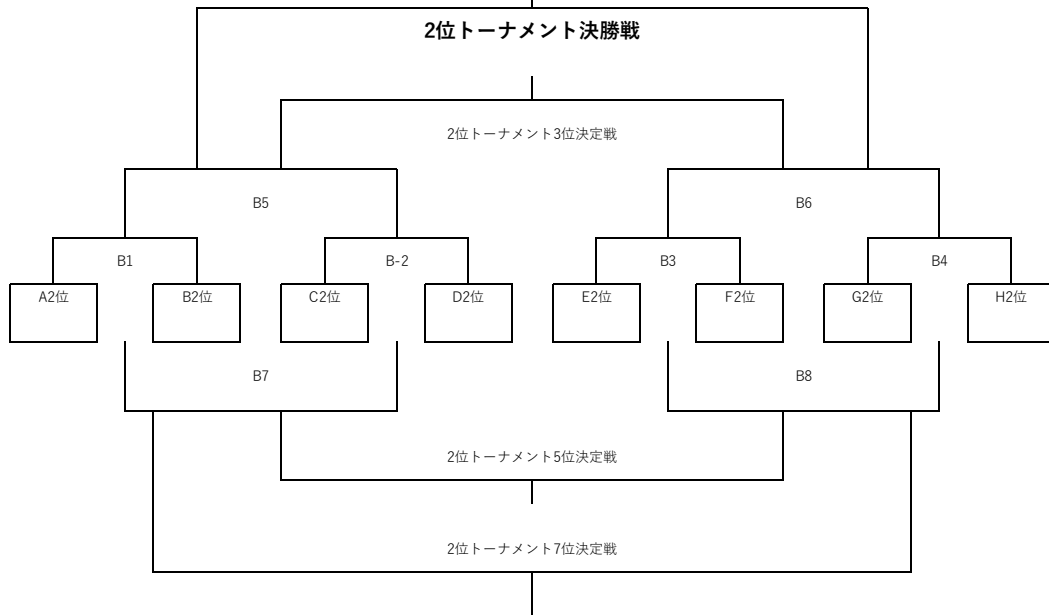 2位トーナメント決勝戦
2位トーナメント3位決定戦
B5
B6
B1
B-2
B3
B4
A2位
B2位
C2位
D2位
E2位
F2位
G2位
H2位
B7
B8
2位トーナメント5位決定戦
2位トーナメント7位決定戦